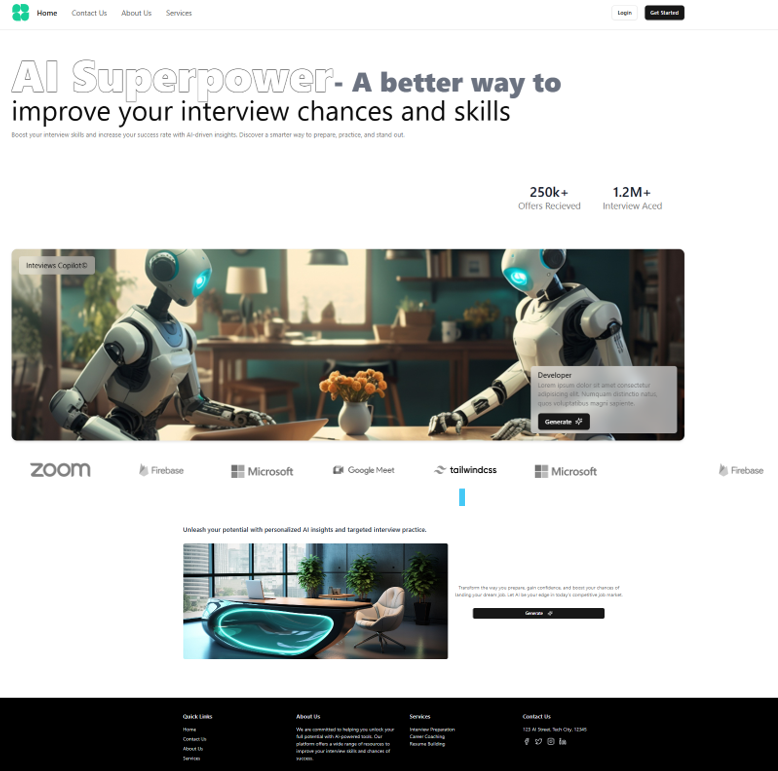 Home Contact Us About Us Services Login Get Started
AI Superpower- A better way to
improve your interview chances and skills
Boost your interview skills and increase your success rate with AI-driven insights. Discover a smarter way to prepare, practice, and stand out.
250k+ 1.2M+
Offers Recieved Interview Aced
Inteviews Copilot©
Developer
Lorem ipsum dolor sit amet consectetur
adipisicing elit. Numquam distinctio natus,
quos voluptatibus magni sapiente.
Generate
zoom Firebase Microsoft Google Meet tailwindcss Microsoft Firebase
Unleash your potential with personalized AI insights and targeted interview practice.
Transform the way you prepare, gain confidence, and boost your chances of
landing your dream job. Let AI be your edge in today's competitive job market.
Generate
Quick Links About Us Services Contact Us
Home We are committed to helping you unlock your Interview Preparation 123 AI Street, Tech City, 12345
Contact Us full potential with AI-powered tools. Our Career Coaching
About Us platform offers a wide range of resources to Resume Building
improve your interview skills and chances of
Services success.